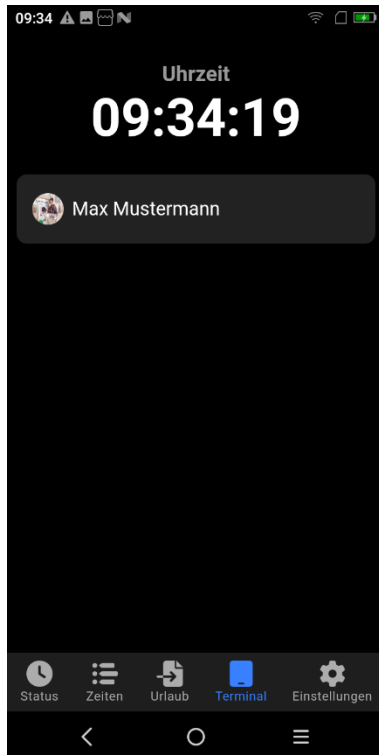 09:34
Uhrzeit
09:34:19
Max Mustermann
Status Zeiten Urlaub Terminal Einstellungen